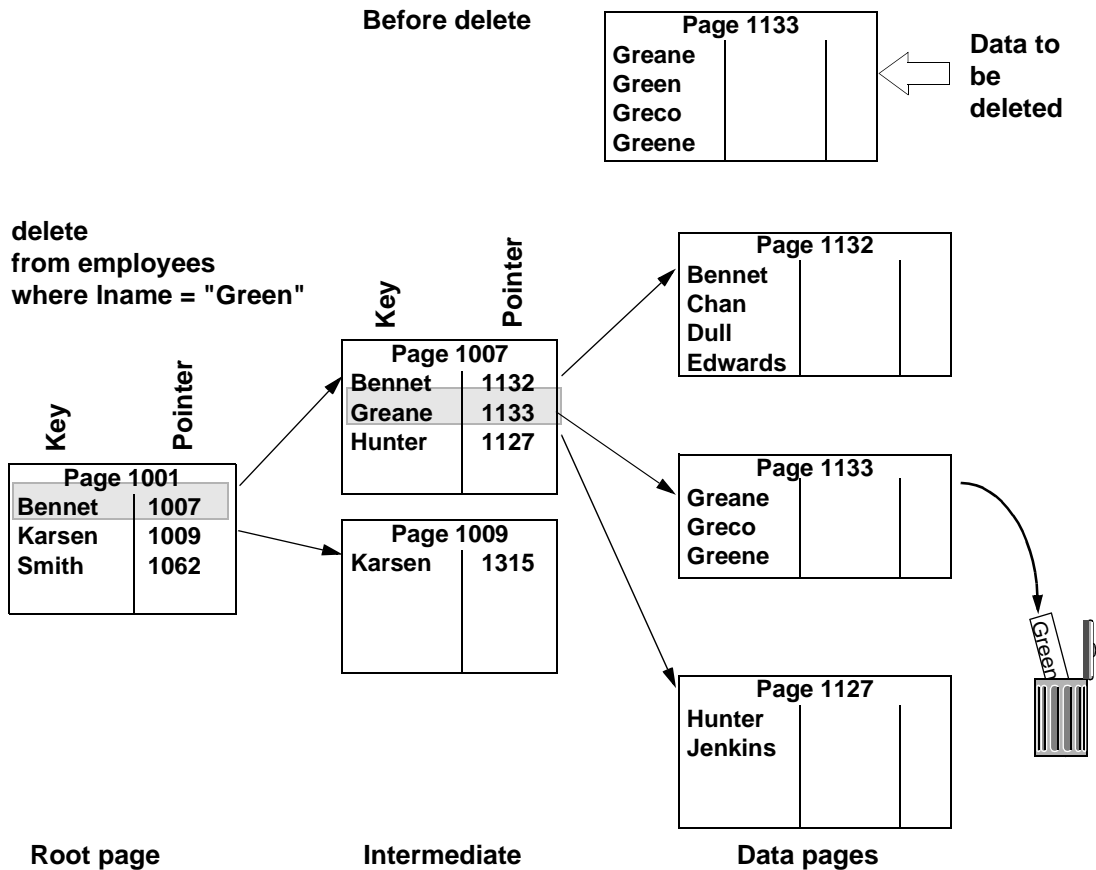 Before delete
Page 1133
Greane
Green
Greco
Greene
Data to
be
deleted
delete
from employees
where lname = "Green"
Key
Pointer
Page 1001
Bennet 1007
Karsen 1009
Smith 1062
Key
Pointer
Page 1007
Bennet 1132
Greane 1133
Hunter 1127
Page 1009
Karsen 1315
Page 1132
Bennet
Chan
Dull
Edwards
Page 1133
Greane
Greco
Greene
Green
Page 1127
Hunter
Jenkins
Root page
Intermediate
Data pages